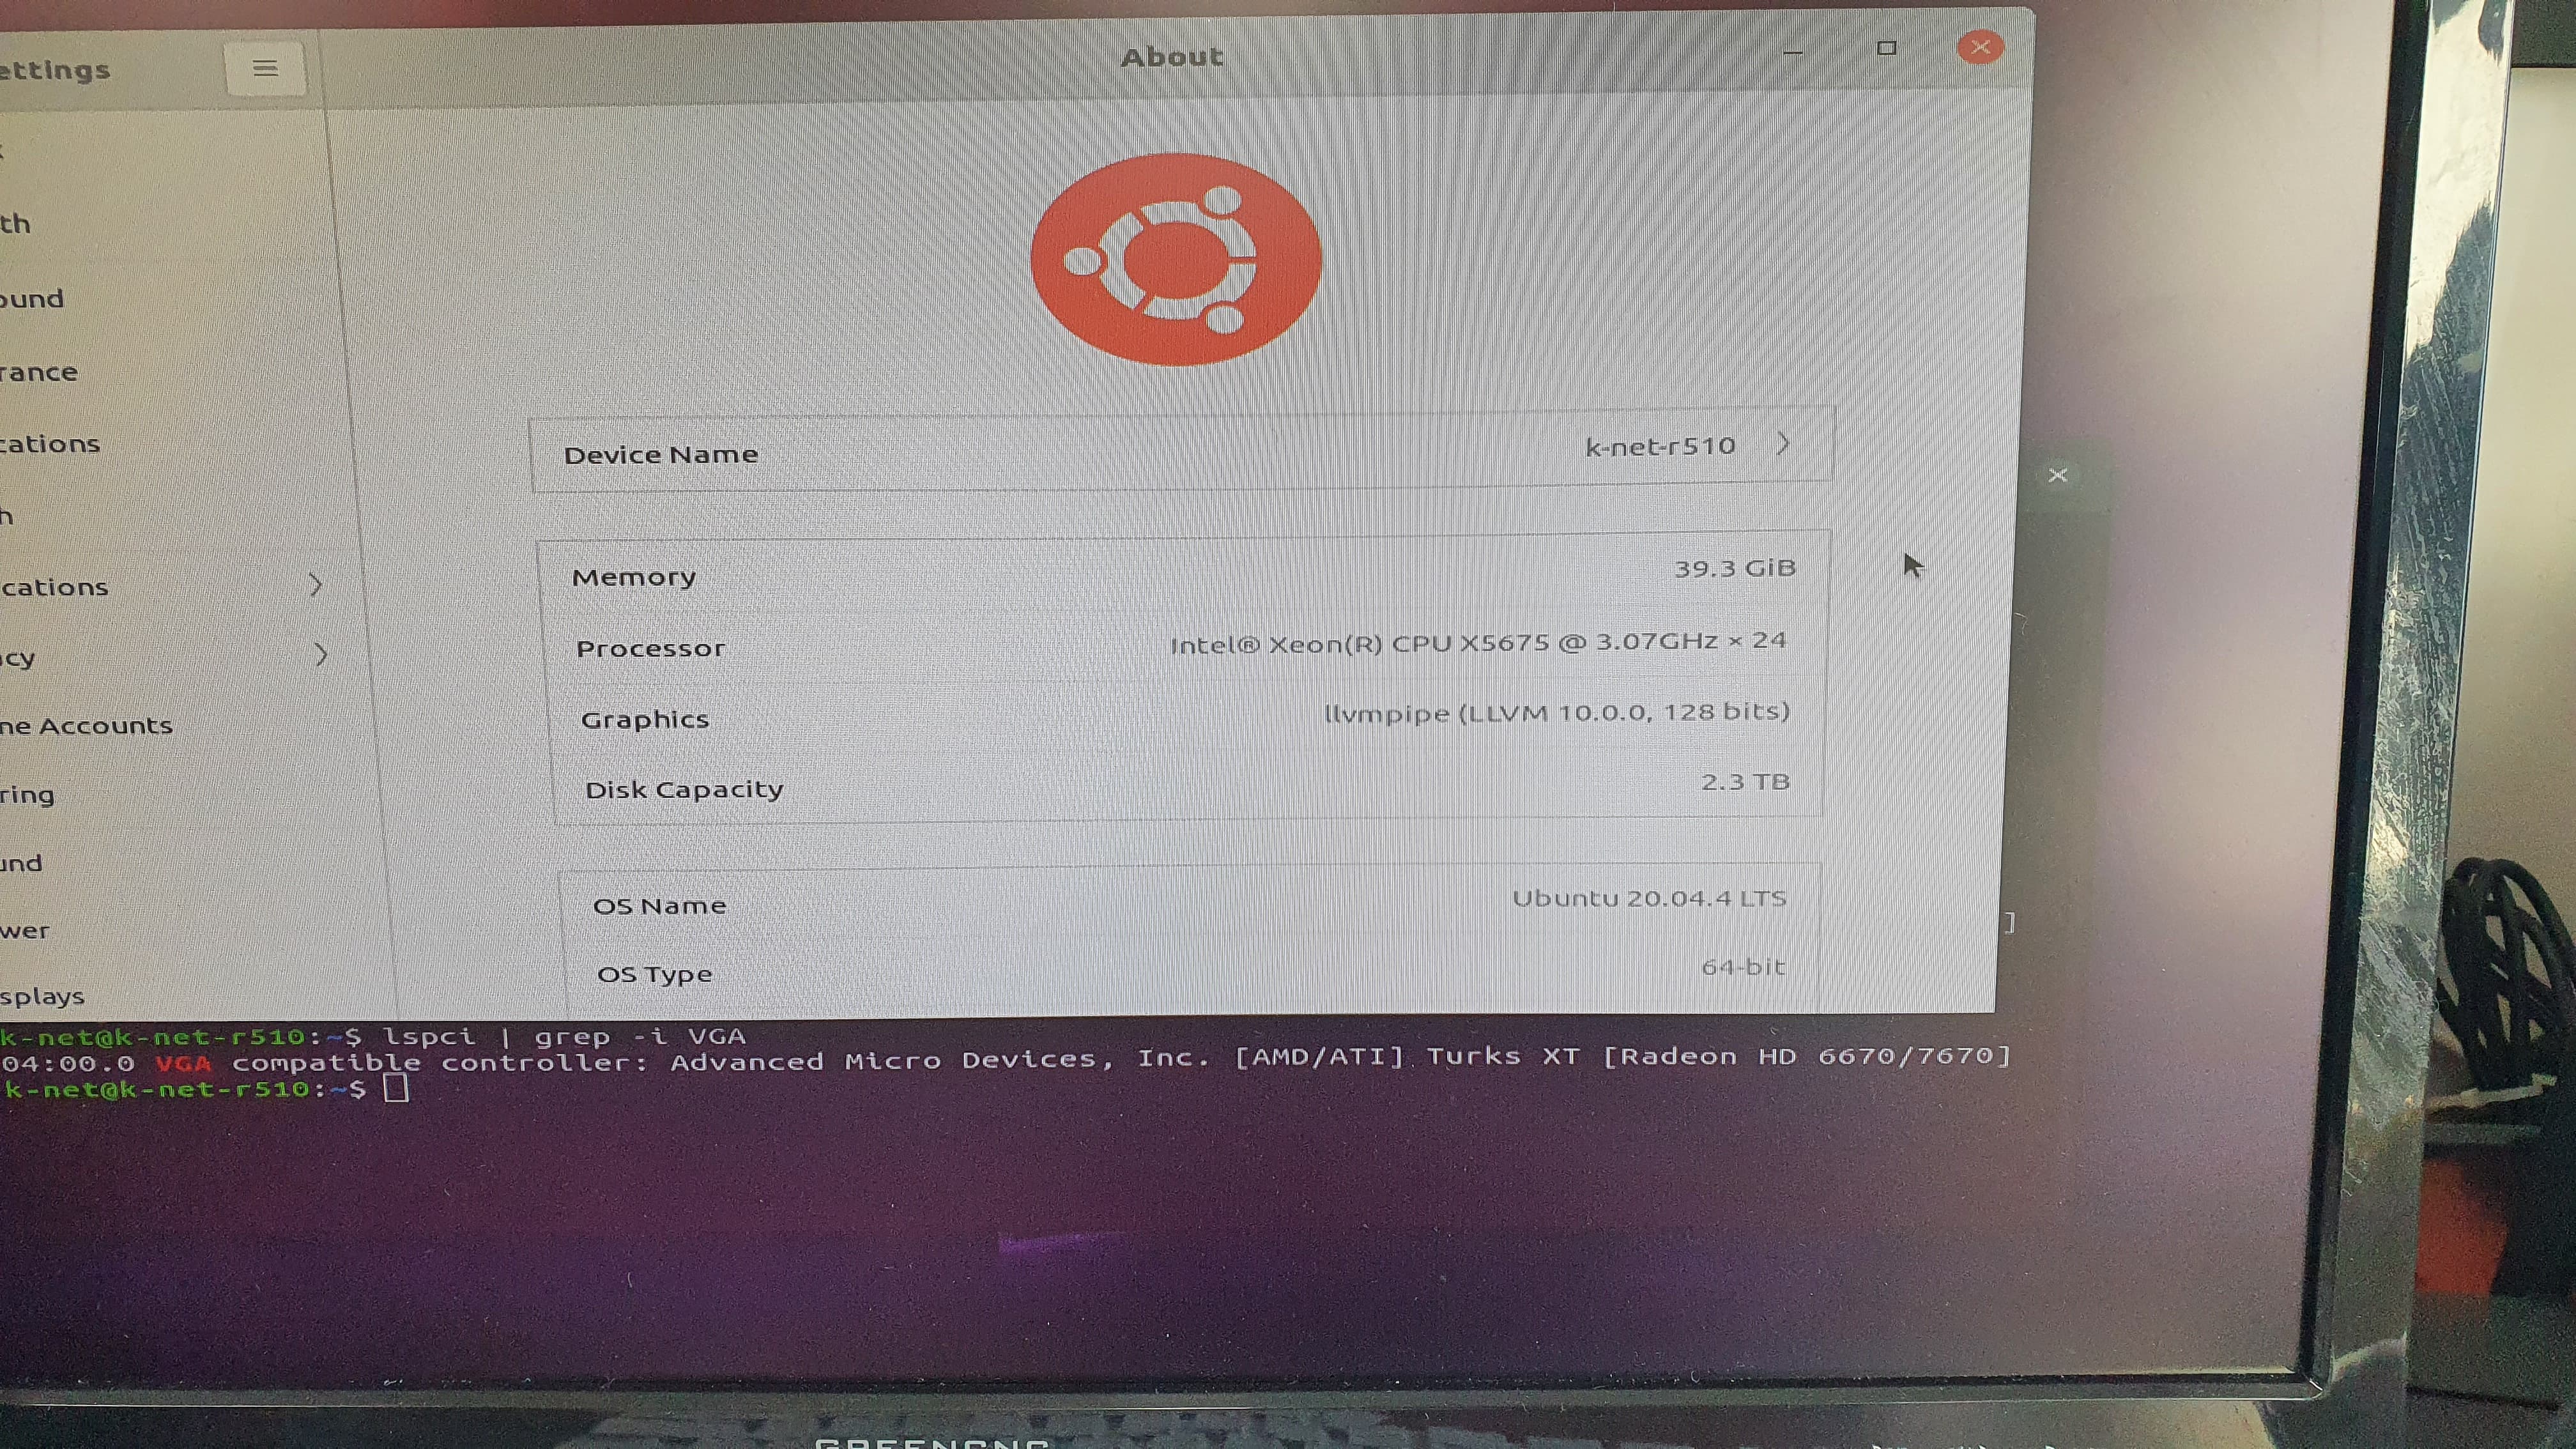 ettings
About
th
ound
rance
cations
h
cations
cy
ne Accounts
ring
und
wer
splays
Device Name
k-net-r510
Memory
39.3 GiB
Processor
Intel® Xeon(R) CPU X5675 @ 3.07GHz × 24
Graphics
llvmpipe (LLVM 10.0.0, 128 bits)
Disk Capacity
2.3 TB
OS Name
Ubuntu 20.04.4 LTS
OS Type
64-bit
]
k-net@k-net-r510:~$ lspci | grep -i VGA
04:00.0 VGA compatible controller: Advanced Micro Devices, Inc. [AMD/ATI] Turks XT [Radeon HD 6670/7670]
k-net@k-net-r510:~$